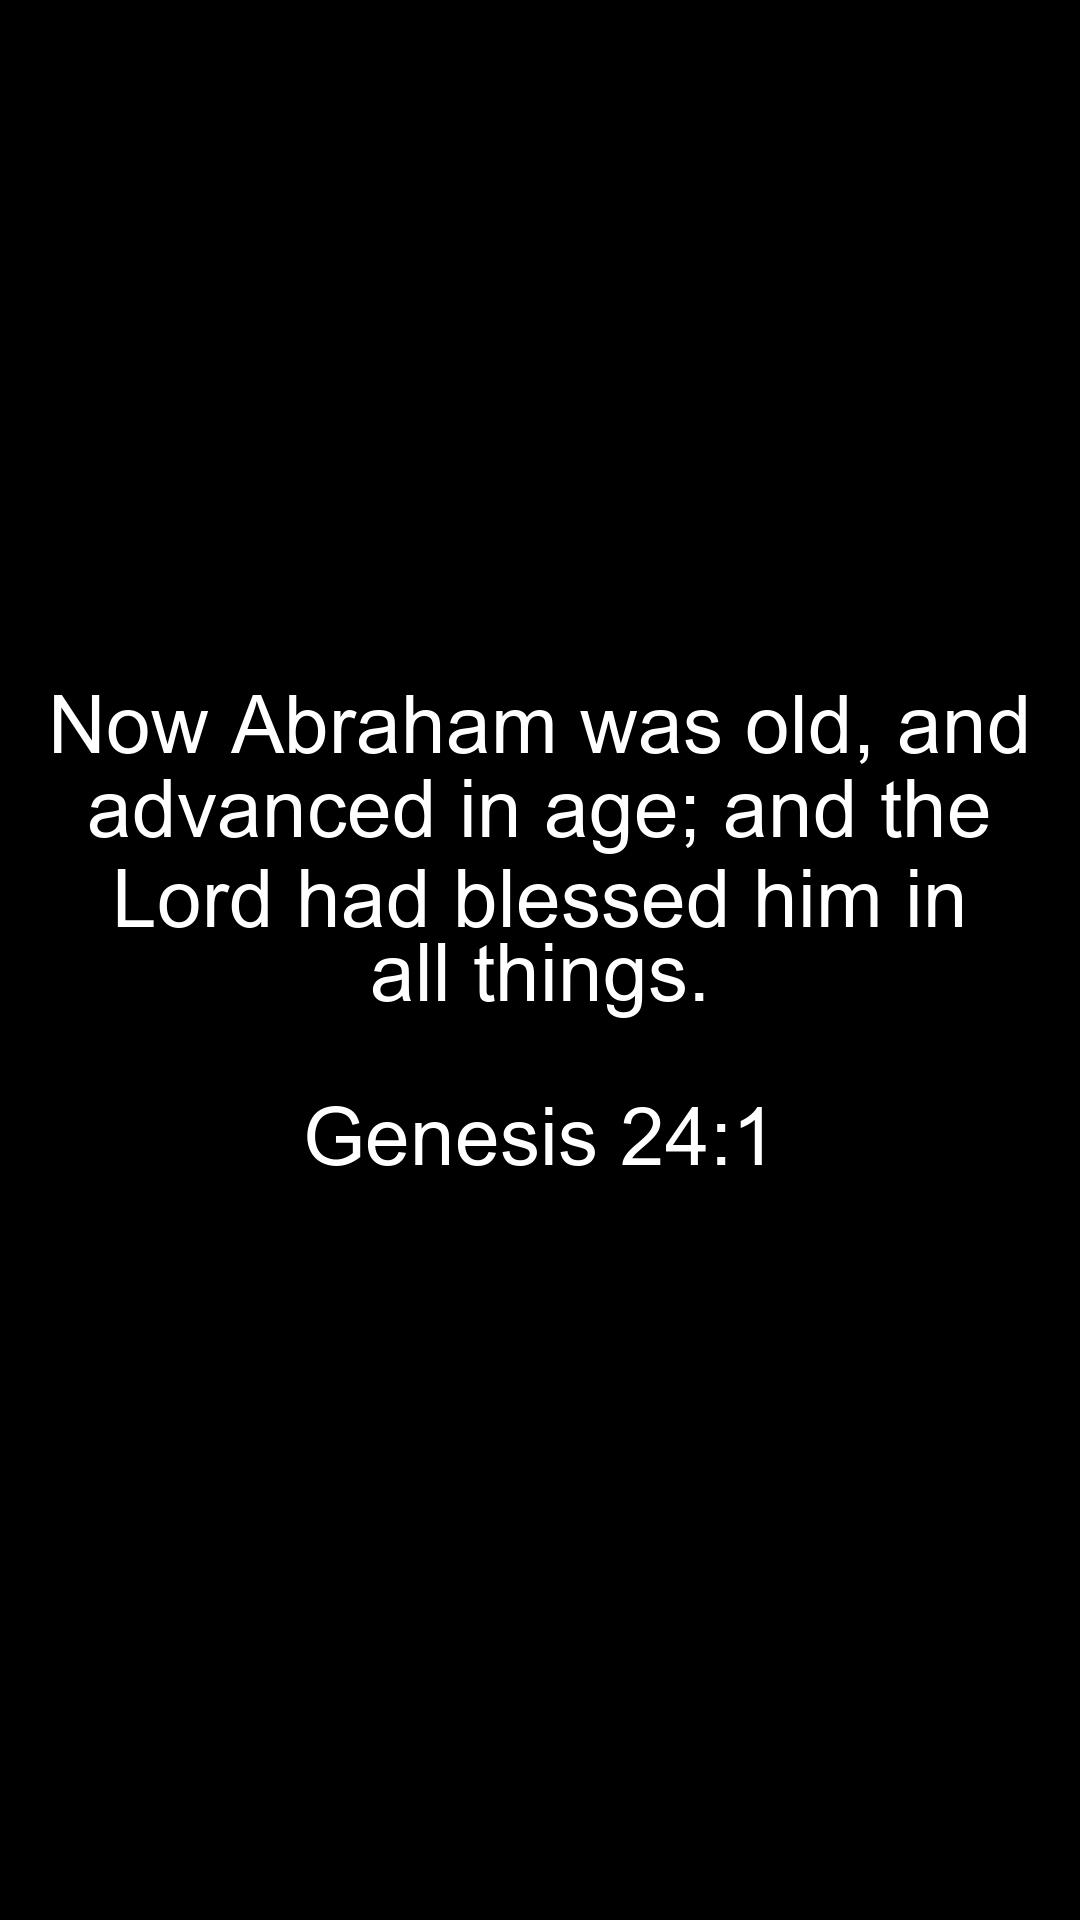 Now Abraham was old, and
advanced in age; and the
Lord had blessed him in
all things.
Genesis 24:1